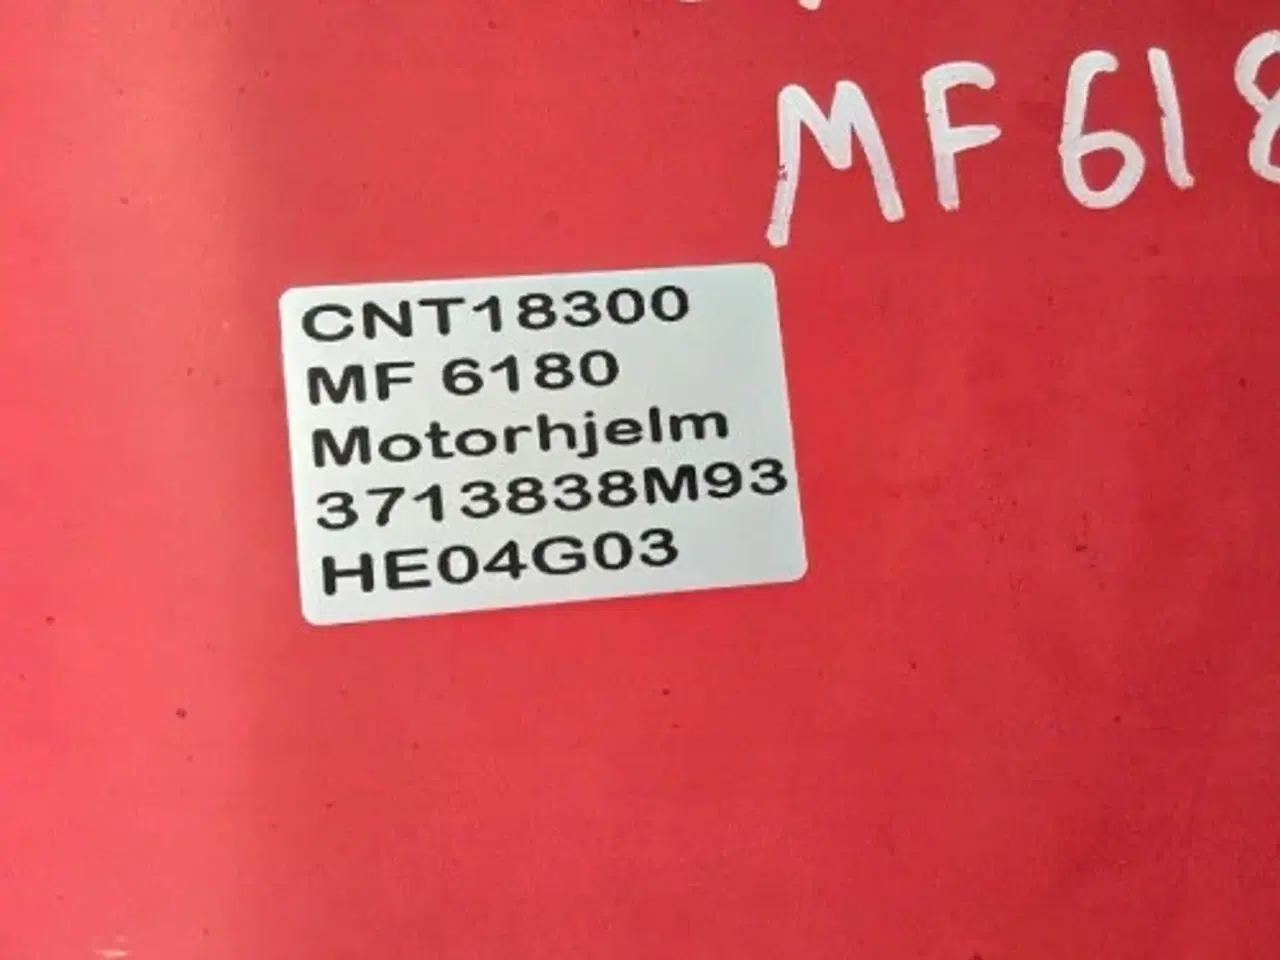 MF618
CNT18300
MF 6180
Motorhjelm
3713838M93
HE04G03